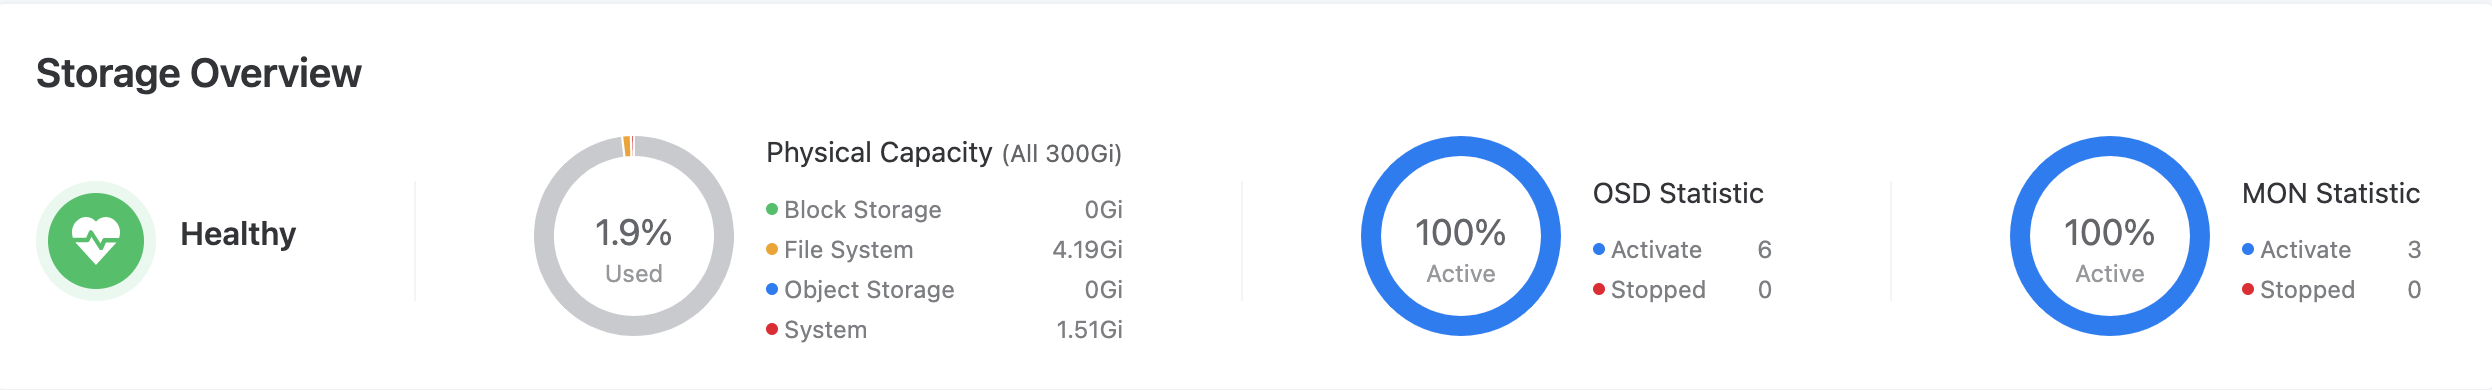 Storage Overview
Healthy
1.9%
Used
Physical Capacity (All 300Gi)
Block Storage 0Gi
File System 4.19Gi
Object Storage 0Gi
System 1.51Gi
100%
Active
OSD Statistic
Activate 6
Stopped 0
100%
Active
MON Statistic
Activate 3
Stopped 0